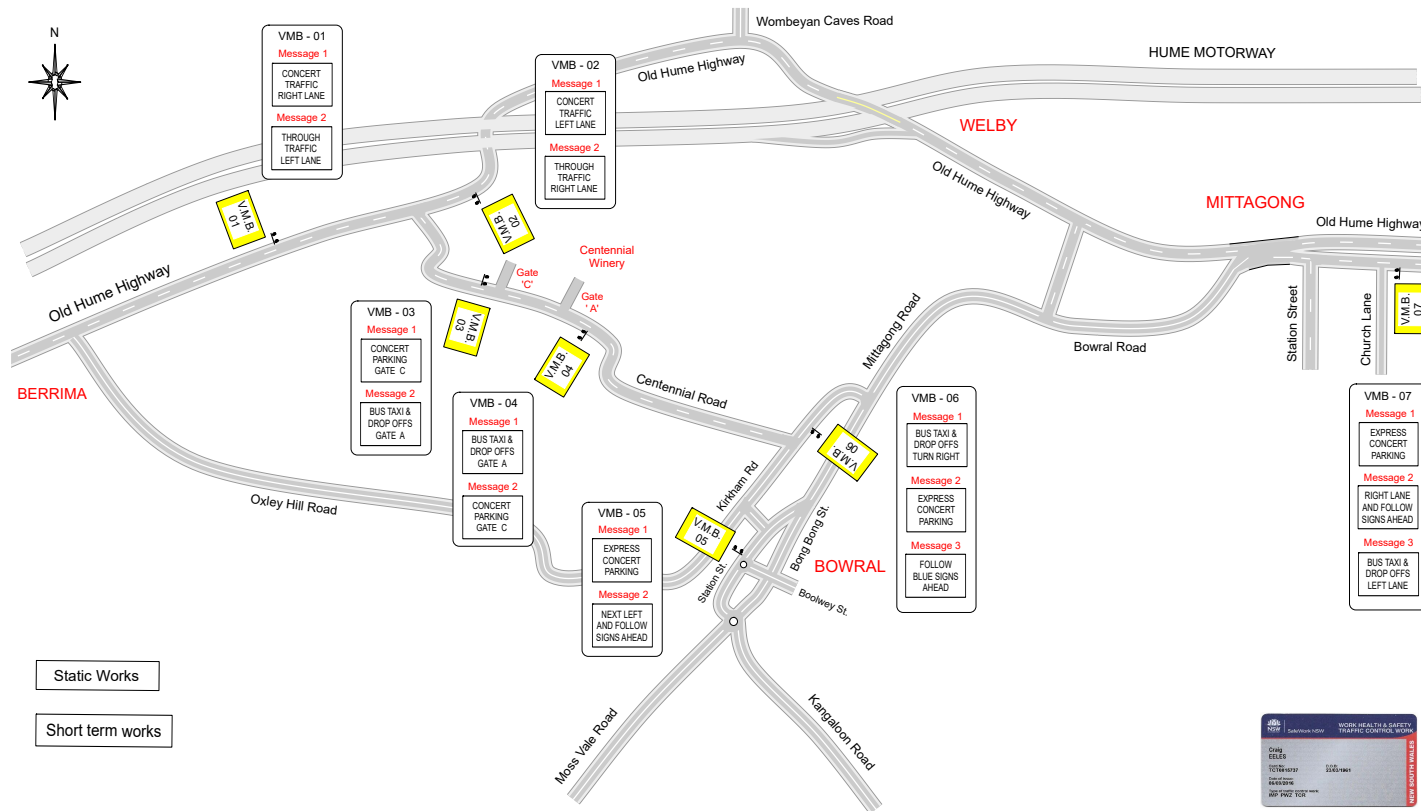 N
VMB - 01
Message 1
CONCERT
TRAFFIC
RIGHT LANE
Message 2
THROUGH
TRAFFIC
LEFT LANE
VMB - 02
Message 1
CONCERT
TRAFFIC
LEFT LANE
Message 2
THROUGH
TRAFFIC
RIGHT LANE
Wombeyan Caves Road
Old Hume Highway
HUME MOTORWAY
WELBY
Old Hume Highway
MITTAGONG
Old Hume Highway
V.M.B.
01
V.M.B.
02
Centennial
Winery
Gate
'C'
Gate
' A'
Old Hume Highway
BERRIMA
VMB - 03
Message 1
CONCERT
PARKING
GATE C
Message 2
BUS TAXI &
DROP OFFS
GATE A
V.M.B.
03
V.M.B.
04
VMB - 04
Message 1
BUS TAXI &
DROP OFFS
GATE A
Message 2
CONCERT
PARKING
GATE C
Centennial Road
Mittagong Road
Bowral Road
Station Street
Church Lane
V.M.B.
07
Oxley Hill Road
VMB - 05
Message 1
EXPRESS
CONCERT
PARKING
Message 2
NEXT LEFT
AND FOLLOW
SIGNS AHEAD
V.M.B.
05
Kirkham Rd
V.M.B.
06
Station St.
Bong Bong St.
BOWRAL
Boolwey St.
VMB - 06
Message 1
BUS TAXI &
DROP OFFS
TURN RIGHT
Message 2
EXPRESS
CONCERT
PARKING
Message 3
FOLLOW
BLUE SIGNS
AHEAD
VMB - 07
Message 1
EXPRESS
CONCERT
PARKING
Message 2
RIGHT LANE
AND FOLLOW
SIGNS AHEAD
Message 3
BUS TAXI &
DROP OFFS
LEFT LANE
Static Works
Short term works
Moss Vale Road
Kangaloon Road
NSW
SafeWork NSW
WORK HEALTH & SAFETY
TRAFFIC CONTROL WORK
Craig
EELES
NEW SOUTH WALES